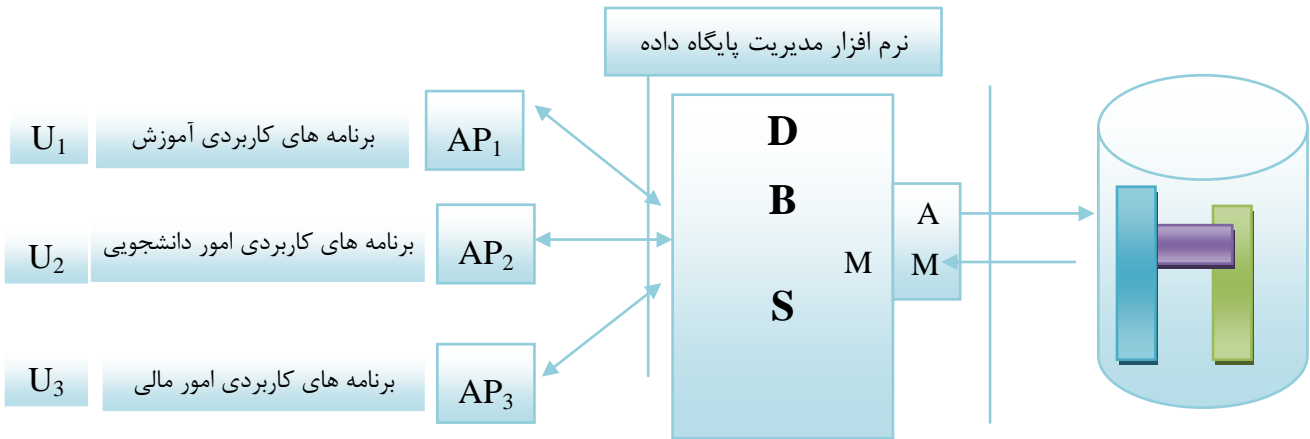 نرم افزار مدیریت پایگاه داده
U1 برنامه های کاربردی آموزش AP1
U2 برنامه های کاربردی امور دانشجویی AP2
U3 برنامه های کاربردی امور مالی AP3
D
B
M
S
A
M